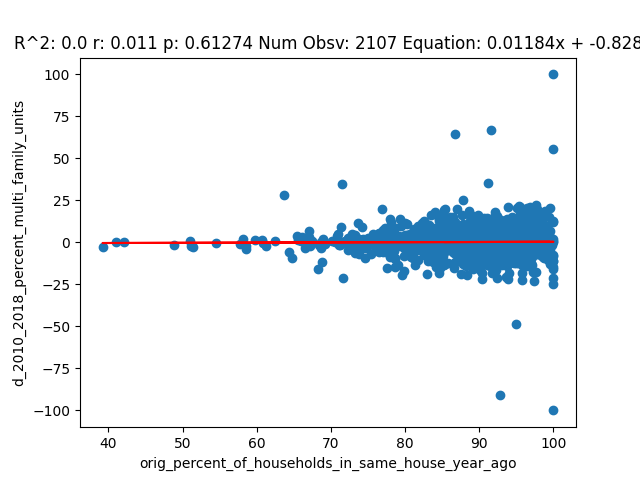 R^2: 0.0 r: 0.011 p: 0.61274 Num Obsv: 2107 Equation: 0.01184x + -0.828
100
75
50
25
0
−25
−50
−75
−100
d_2010_2018_percent_multi_family_units
40 50 60 70 80 90 100
orig_percent_of_households_in_same_house_year_ago